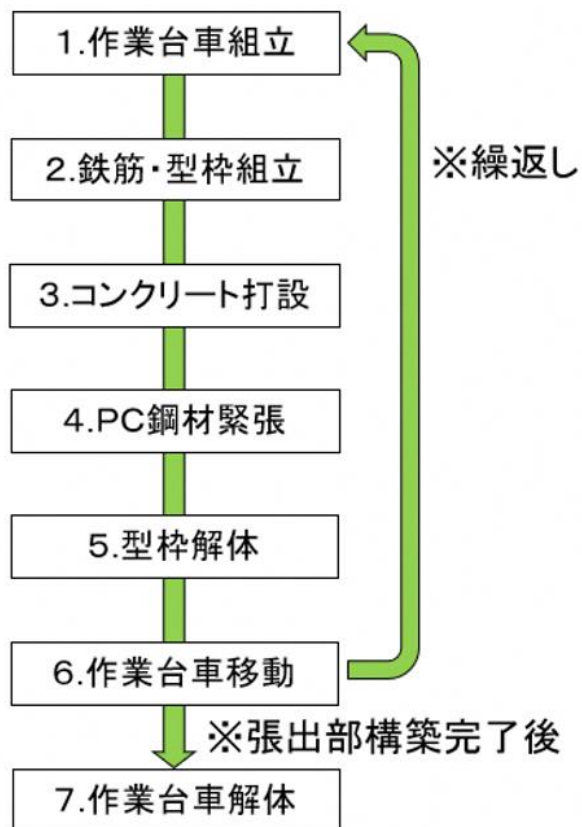 1.作業台車組立
2.鉄筋・型枠組立
※繰返し
3.コンクリート打設
4.PC鋼材緊張
5.型枠解体
6.作業台車移動
※張出部構築完了後
7.作業台車解体